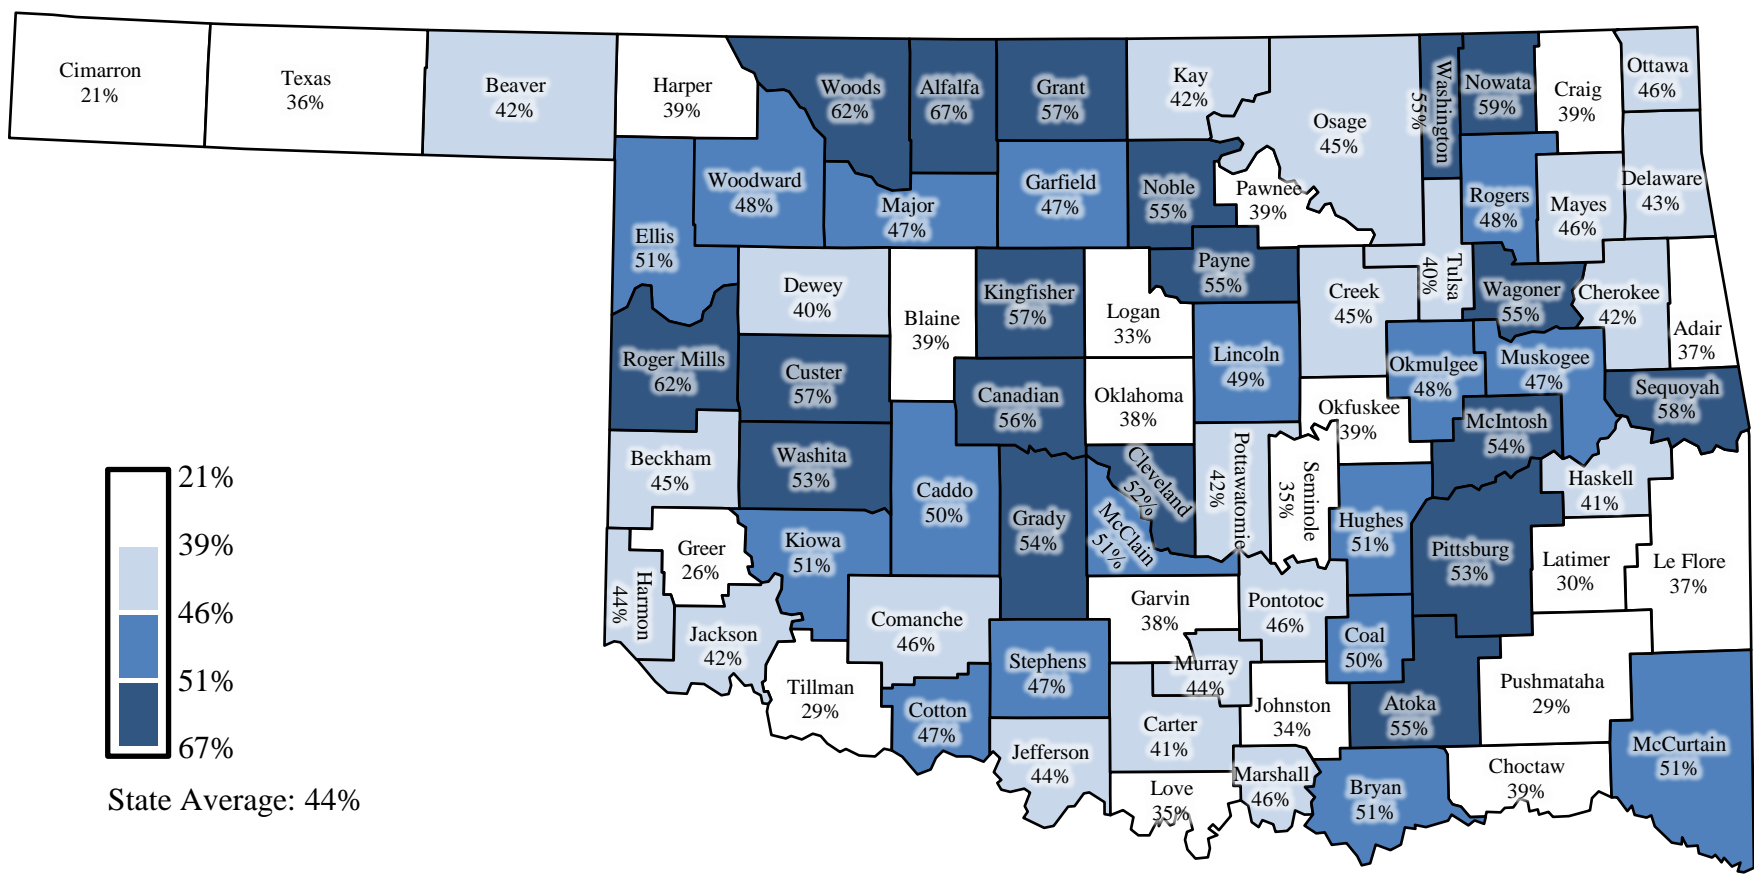 Cimarron
21%
Texas
36%
Beaver
42%
Harper
39%
Woods
62%
Alfalfa
67%
Grant
57%
Kay
42%
Osage
45%
Washington
55%
Nowata
59%
Craig
39%
Ottawa
46%
Woodward
48%
Major
47%
Garfield
47%
Noble
55%
Pawnee
39%
Rogers
48%
Mayes
46%
Delaware
43%
Ellis
51%
Dewey
40%
Blaine
39%
Kingfisher
57%
Logan
33%
Payne
55%
Creek
45%
Tulsa
40%
Wagoner
55%
Cherokee
42%
Adair
37%
Roger Mills
62%
Custer
57%
Canadian
56%
Oklahoma
38%
Lincoln
49%
Okfuskee
39%
Okmulgee
48%
Muskogee
47%
McIntosh
54%
Sequoyah
58%
Beckham
45%
Washita
53%
Caddo
50%
Grady
54%
Cleveland
52%
McClain
51%
Pottawatomie
42%
Seminole
35%
Hughes
51%
Pittsburg
53%
Haskell
41%
Latimer
30%
Le Flore
37%
Harmon
44%
Greer
26%
Kiowa
51%
Jackson
42%
Comanche
46%
Tillman
29%
Cotton
47%
Stephens
47%
Jefferson
44%
Garvin
38%
Murray
44%
Carter
41%
Love
35%
Pontotoc
46%
Johnston
34%
Marshall
46%
Coal
50%
Atoka
55%
Bryan
51%
Pushmataha
29%
Choctaw
39%
McCurtain
51%
21%
39%
46%
51%
67%
State Average: 44%